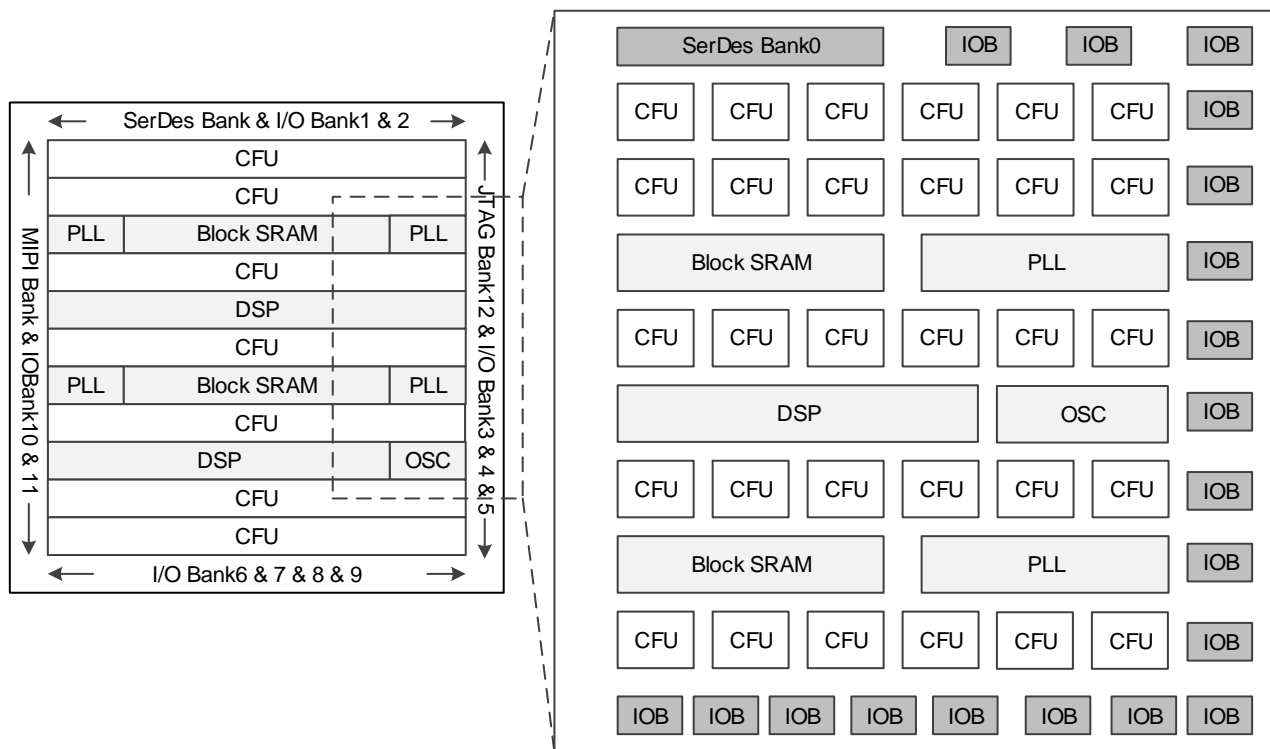 SerDes Bank & I/O Bank1 & 2
MIPI Bank & IOBank10 & 11
CFU
CFU
PLL Block SRAM PLL
CFU
DSP
CFU
PLL Block SRAM PLL
CFU
DSP OSC
CFU
CFU
JTAG Bank12 & I/O Bank3 & 4 & 5
I/O Bank6 & 7 & 8 & 9
SerDes Bank0 IOB IOB IOB
CFU CFU CFU CFU CFU CFU IOB
CFU CFU CFU CFU CFU CFU IOB
Block SRAM PLL IOB
CFU CFU CFU CFU CFU CFU IOB
DSP OSC IOB
CFU CFU CFU CFU CFU CFU IOB
Block SRAM PLL IOB
CFU CFU CFU CFU CFU CFU IOB
IOB IOB IOB IOB IOB IOB IOB IOB